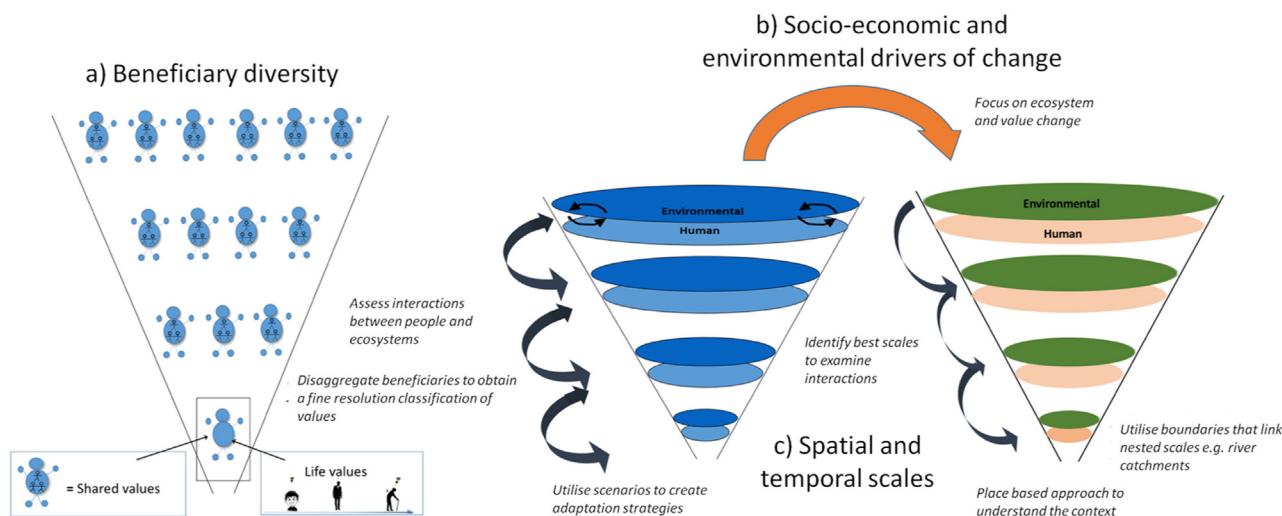 a) Beneficiary diversity
Assess interactions
between people and
ecosystems
Disaggregate beneficiaries to obtain
a fine resolution classification of
values
= Shared values
Life values
b) Socio-economic and
environmental drivers of change
Focus on ecosystem
and value change
Environmental
Human
Environmental
Human
Identify best scales
to examine
interactions
c) Spatial and
temporal scales
Utilise scenarios to create
adaptation strategies
Utilise boundaries that link
nested scales e.g. river
catchments
Place based approach to
understand the context